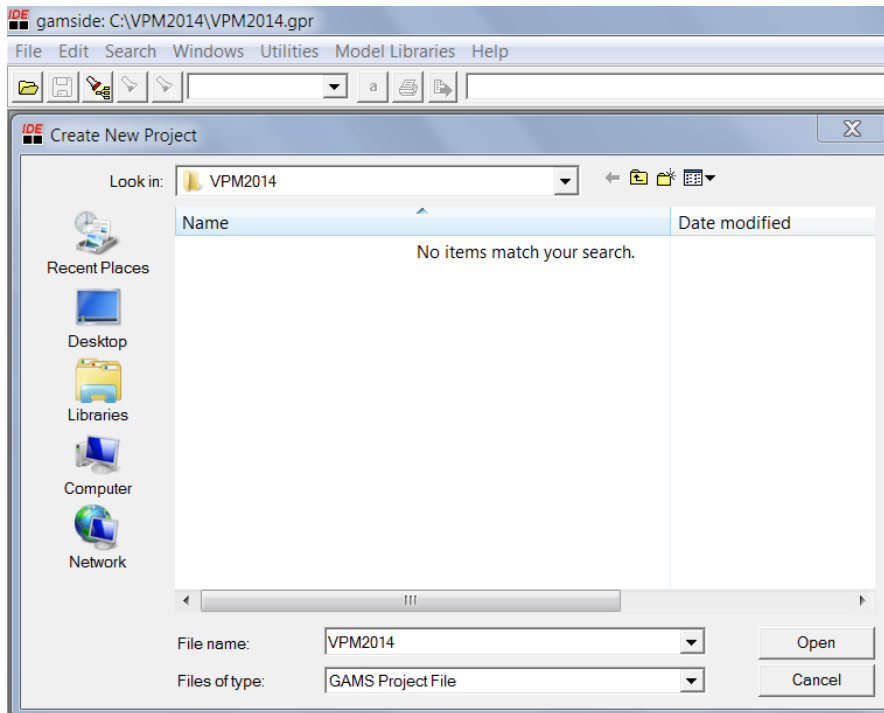 IDE gamside: C:\VPM2014\VPM2014.gpr
File Edit Search Windows Utilities Model Libraries Help
a
IDE Create New Project
Look in: VPM2014
Name Date modified
No items match your search.
Recent Places
Desktop
Libraries
Computer
Network
File name: VPM2014 Open
Files of type: GAMS Project File Cancel